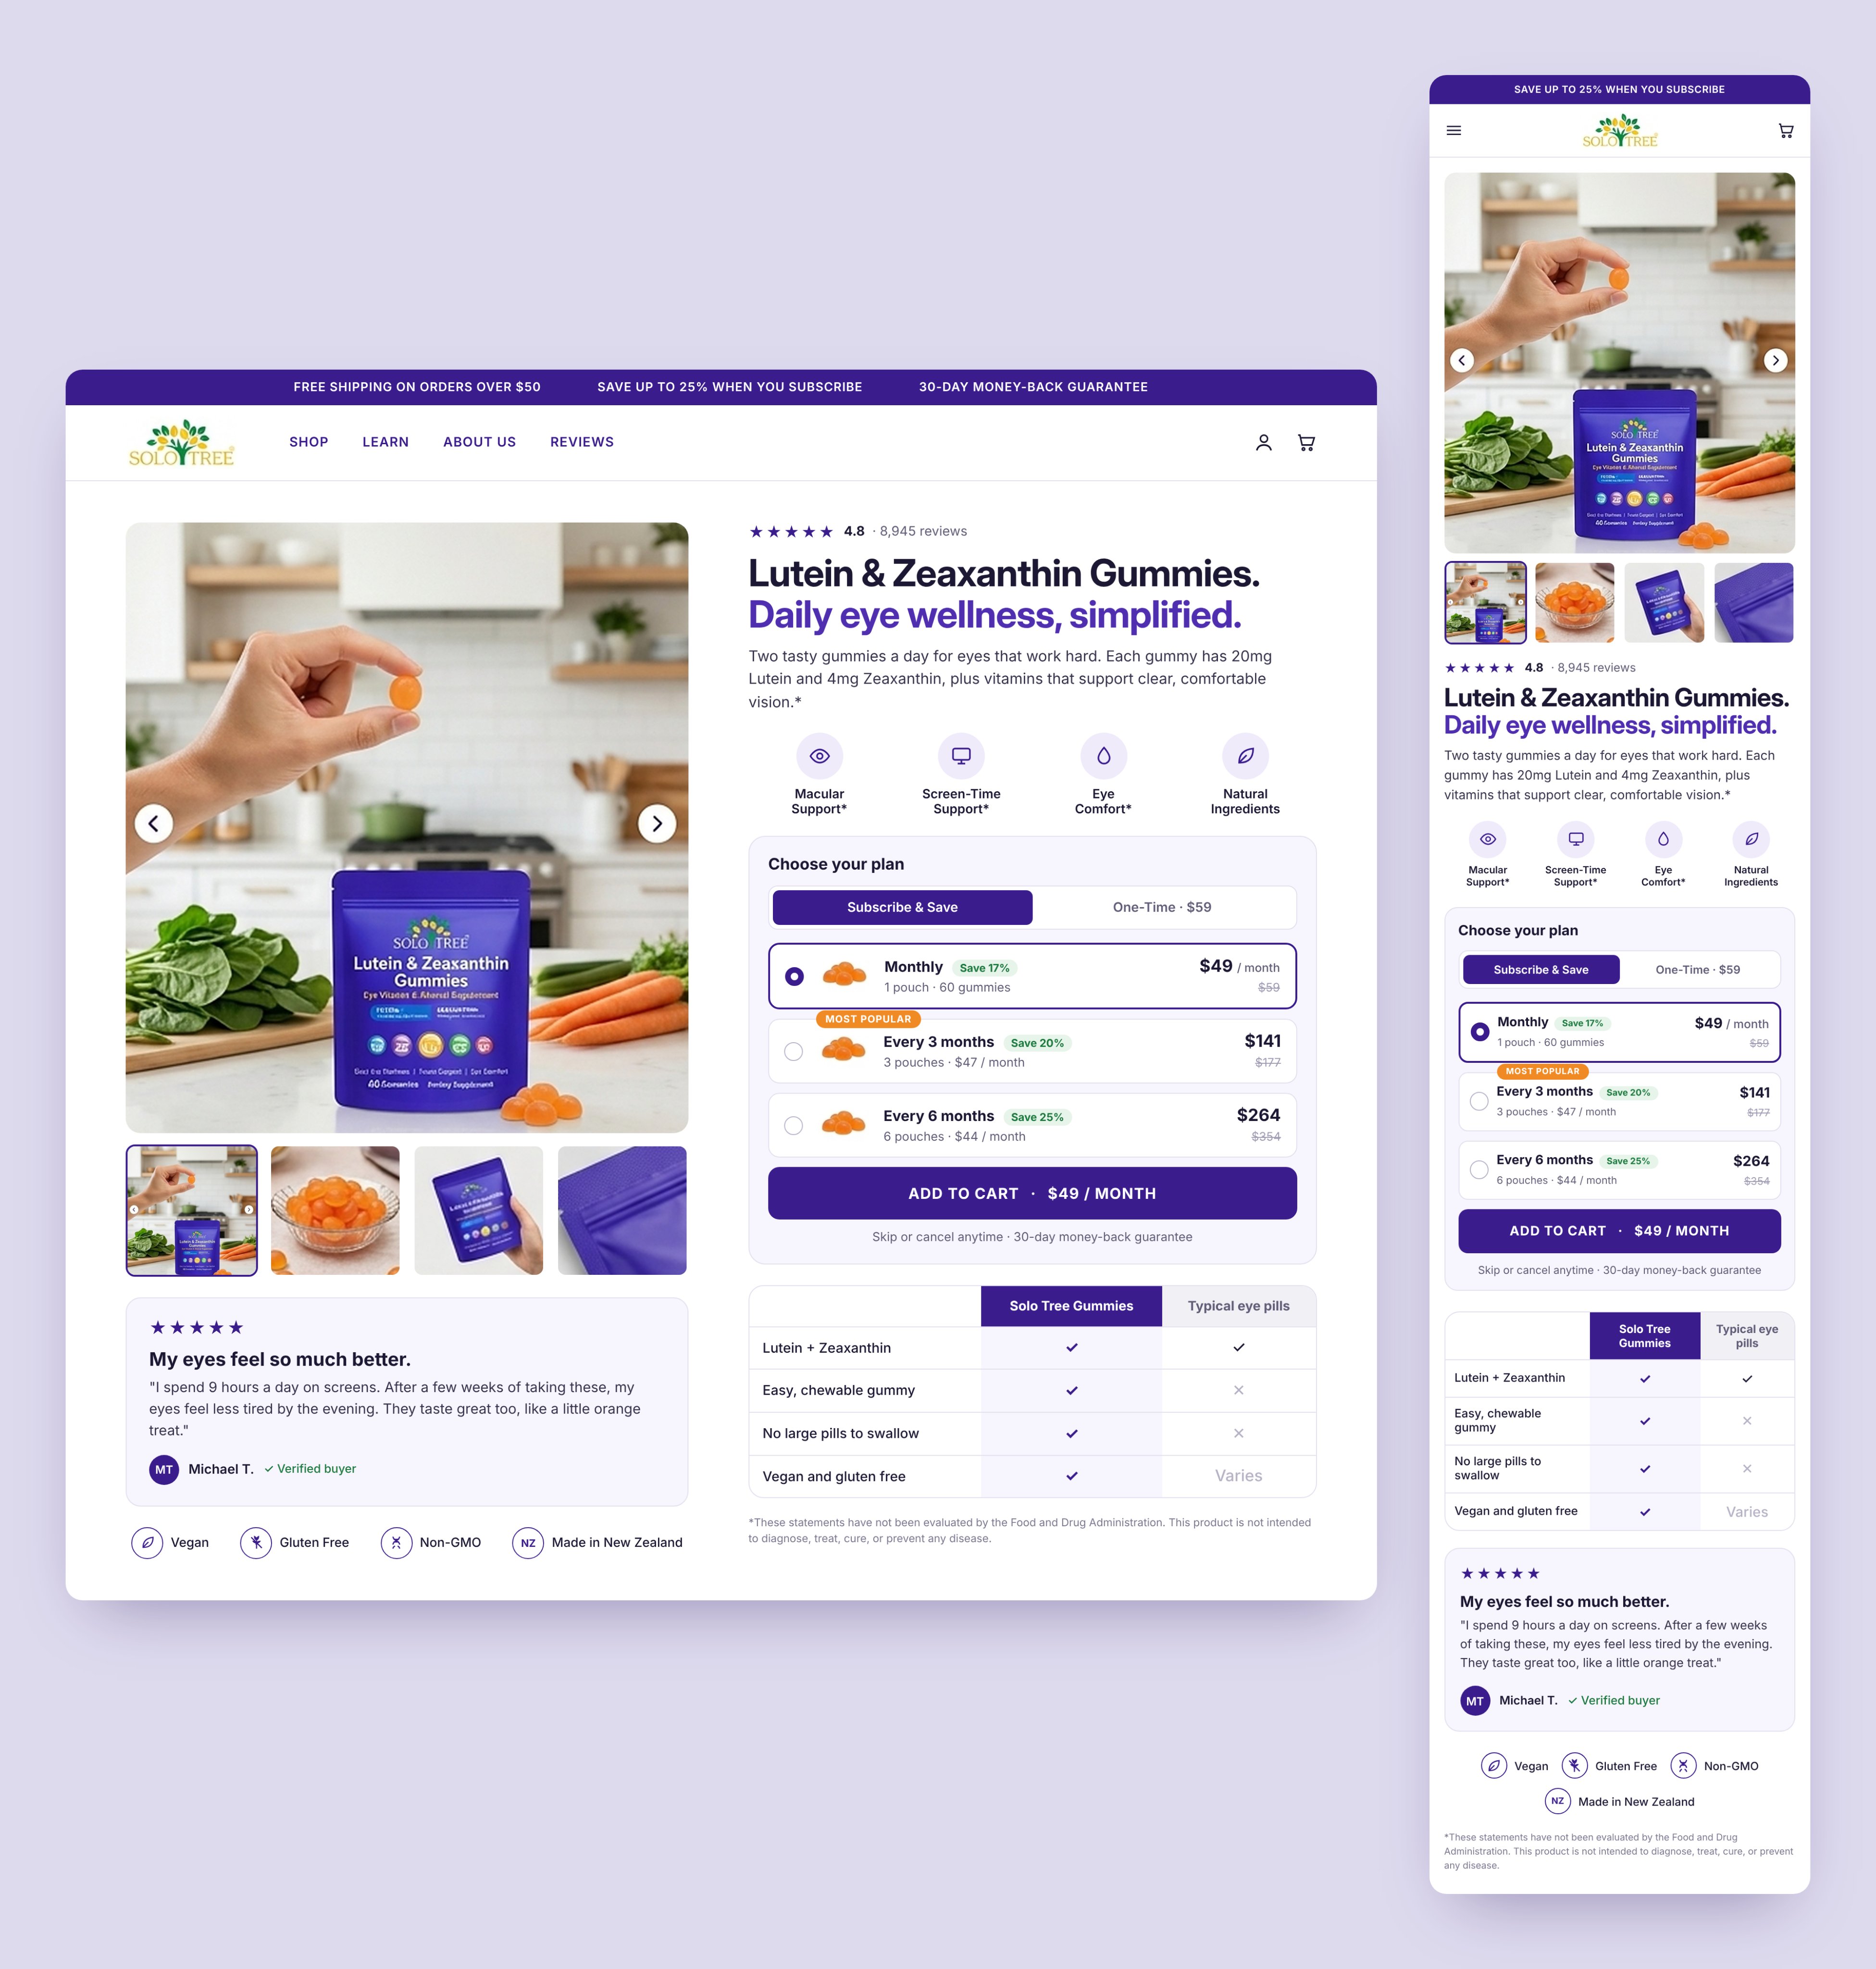 FREE SHIPPING ON ORDERS OVER $50
SAVE UP TO 25% WHEN YOU SUBSCRIBE
30-DAY MONEY-BACK GUARANTEE
SOLO TREE
SHOP
LEARN
ABOUT US
REVIEWS
SOLO TREE
Lutein & Zeaxanthin
Gummies
★★★★★ 4.8 · 8,945 reviews
Lutein & Zeaxanthin Gummies.
Daily eye wellness, simplified.
Two tasty gummies a day for eyes that work hard. Each gummy has 20mg
Lutein and 4mg Zeaxanthin, plus vitamins that support clear, comfortable
vision.*
Macular
Support*
Screen-Time
Support*
Eye
Comfort*
Natural
Ingredients
Choose your plan
Subscribe & Save
One-Time · $59
Monthly Save 17%
1 pouch · 60 gummies
$49 / month
$59
MOST POPULAR
Every 3 months Save 20%
3 pouches · $47 / month
$141
$177
Every 6 months Save 25%
6 pouches · $44 / month
$264
$354
ADD TO CART · $49 / MONTH
Skip or cancel anytime · 30-day money-back guarantee
Solo Tree Gummies
Typical eye pills
Lutein + Zeaxanthin ✓ ✓
Easy, chewable gummy ✓ ✕
No large pills to swallow ✓ ✕
Vegan and gluten free ✓ Varies
*These statements have not been evaluated by the Food and Drug Administration. This product is not intended
to diagnose, treat, cure, or prevent any disease.
★★★★★
My eyes feel so much better.
"I spend 9 hours a day on screens. After a few weeks of taking these, my
eyes feel less tired by the evening. They taste great too, like a little orange
treat."
MT Michael T. ✓ Verified buyer
Vegan
Gluten Free
Non-GMO
NZ Made in New Zealand
SAVE UP TO 25% WHEN YOU SUBSCRIBE
SOLO TREE
SOLO TREE
Lutein & Zeaxanthin
Gummies
★★★★★ 4.8 · 8,945 reviews
Lutein & Zeaxanthin Gummies.
Daily eye wellness, simplified.
Two tasty gummies a day for eyes that work hard. Each
gummy has 20mg Lutein and 4mg Zeaxanthin, plus
vitamins that support clear, comfortable vision.*
Macular
Support*
Screen-Time
Support*
Eye
Comfort*
Natural
Ingredients
Choose your plan
Subscribe & Save
One-Time · $59
Monthly Save 17%
1 pouch · 60 gummies
$49 / month
$59
MOST POPULAR
Every 3 months Save 20%
3 pouches · $47 / month
$141
$177
Every 6 months Save 25%
6 pouches · $44 / month
$264
$354
ADD TO CART · $49 / MONTH
Skip or cancel anytime · 30-day money-back guarantee
Solo Tree
Gummies
Typical eye
pills
Lutein + Zeaxanthin ✓ ✓
Easy, chewable
gummy ✓ ✕
No large pills to
swallow ✓ ✕
Vegan and gluten free ✓ Varies
★★★★★
My eyes feel so much better.
"I spend 9 hours a day on screens. After a few weeks
of taking these, my eyes feel less tired by the evening.
They taste great too, like a little orange treat."
MT Michael T. ✓ Verified buyer
Vegan
Gluten Free
Non-GMO
NZ Made in New Zealand
*These statements have not been evaluated by the Food and Drug
Administration. This product is not intended to diagnose, treat, cure, or prevent
any disease.